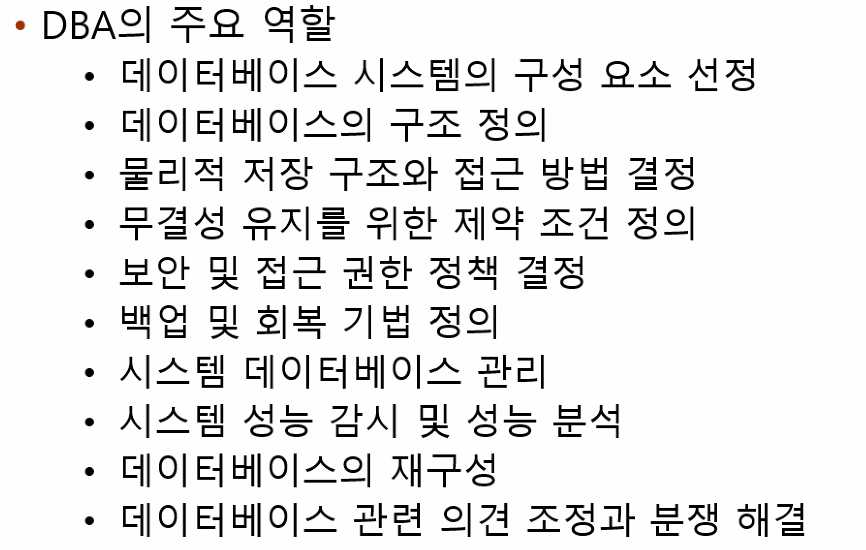 • DBA의 주요 역할
• 데이터베이스 시스템의 구성 요소 선정
• 데이터베이스의 구조 정의
• 물리적 저장 구조와 접근 방법 결정
• 무결성 유지를 위한 제약 조건 정의
• 보안 및 접근 권한 정책 결정
• 백업 및 회복 기법 정의
• 시스템 데이터베이스 관리
• 시스템 성능 감시 및 성능 분석
• 데이터베이스의 재구성
• 데이터베이스 관련 의견 조정과 분쟁 해결